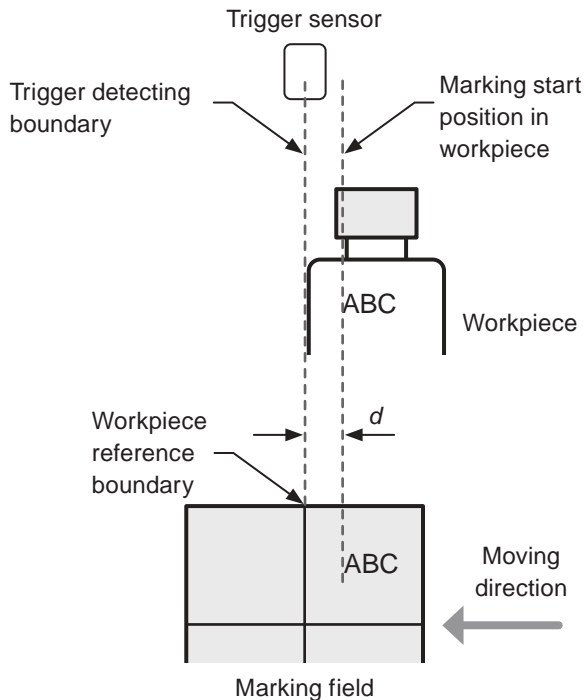 Trigger sensor
Trigger detecting
boundary
Marking start
position in
workpiece
ABC
Workpiece
Workpiece
reference
boundary
d
ABC
Moving
direction
Marking field